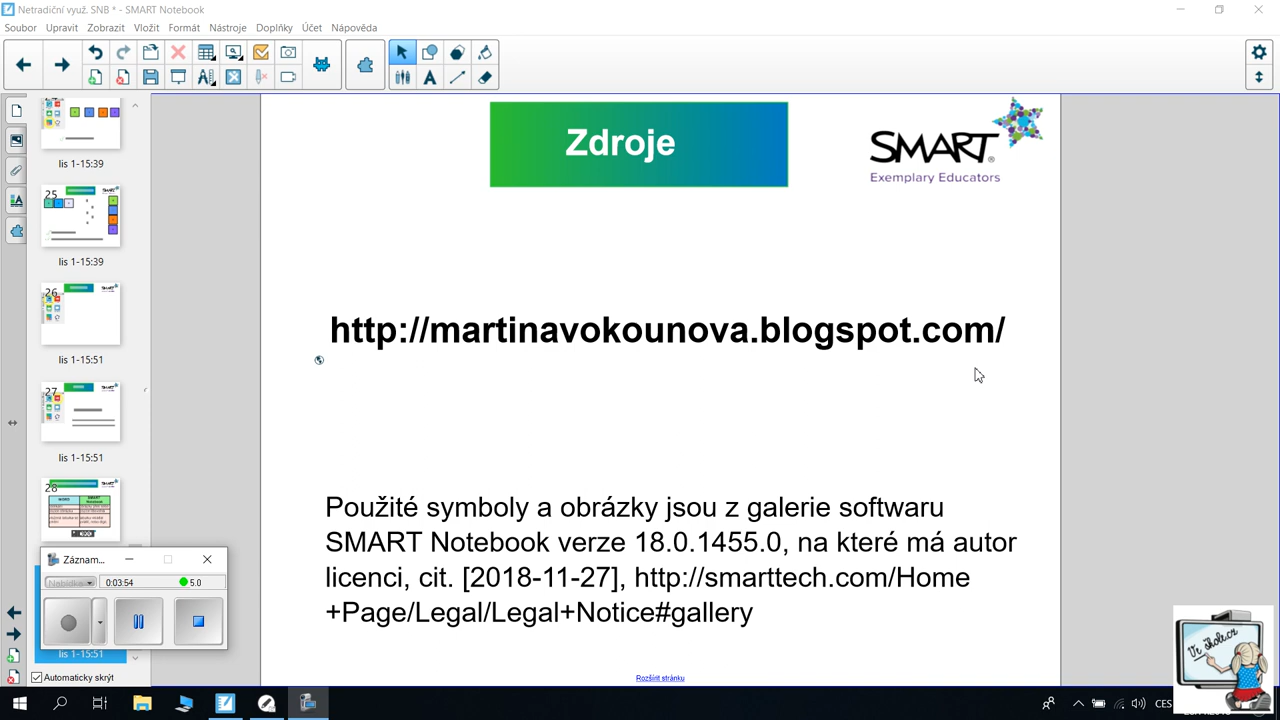 Netradiční využ. SNB * - SMART Notebook
Soubor Upravit Zobrazit Vložit Formát Nástroje Doplňky Účet Nápověda
lis 1-15:39
25
lis 1-15:39
26
lis 1-15:51
27
lis 1-15:51
28
Zdroje
SMART
Exemplary Educators
http://martinavokounova.blogspot.com/
Použité symboly a obrázky jsou z galerie softwaru
SMART Notebook verze 18.0.1455.0, na které má autor
licenci, cit. [2018-11-27], http://smarttech.com/Home
+Page/Legal/Legal+Notice#gallery
Rozšířit stránku
Záznam...
Nabídka
0:03:54
5.0
lis 1-15:51
Automaticky skrýt
Ve škole.cz
CES